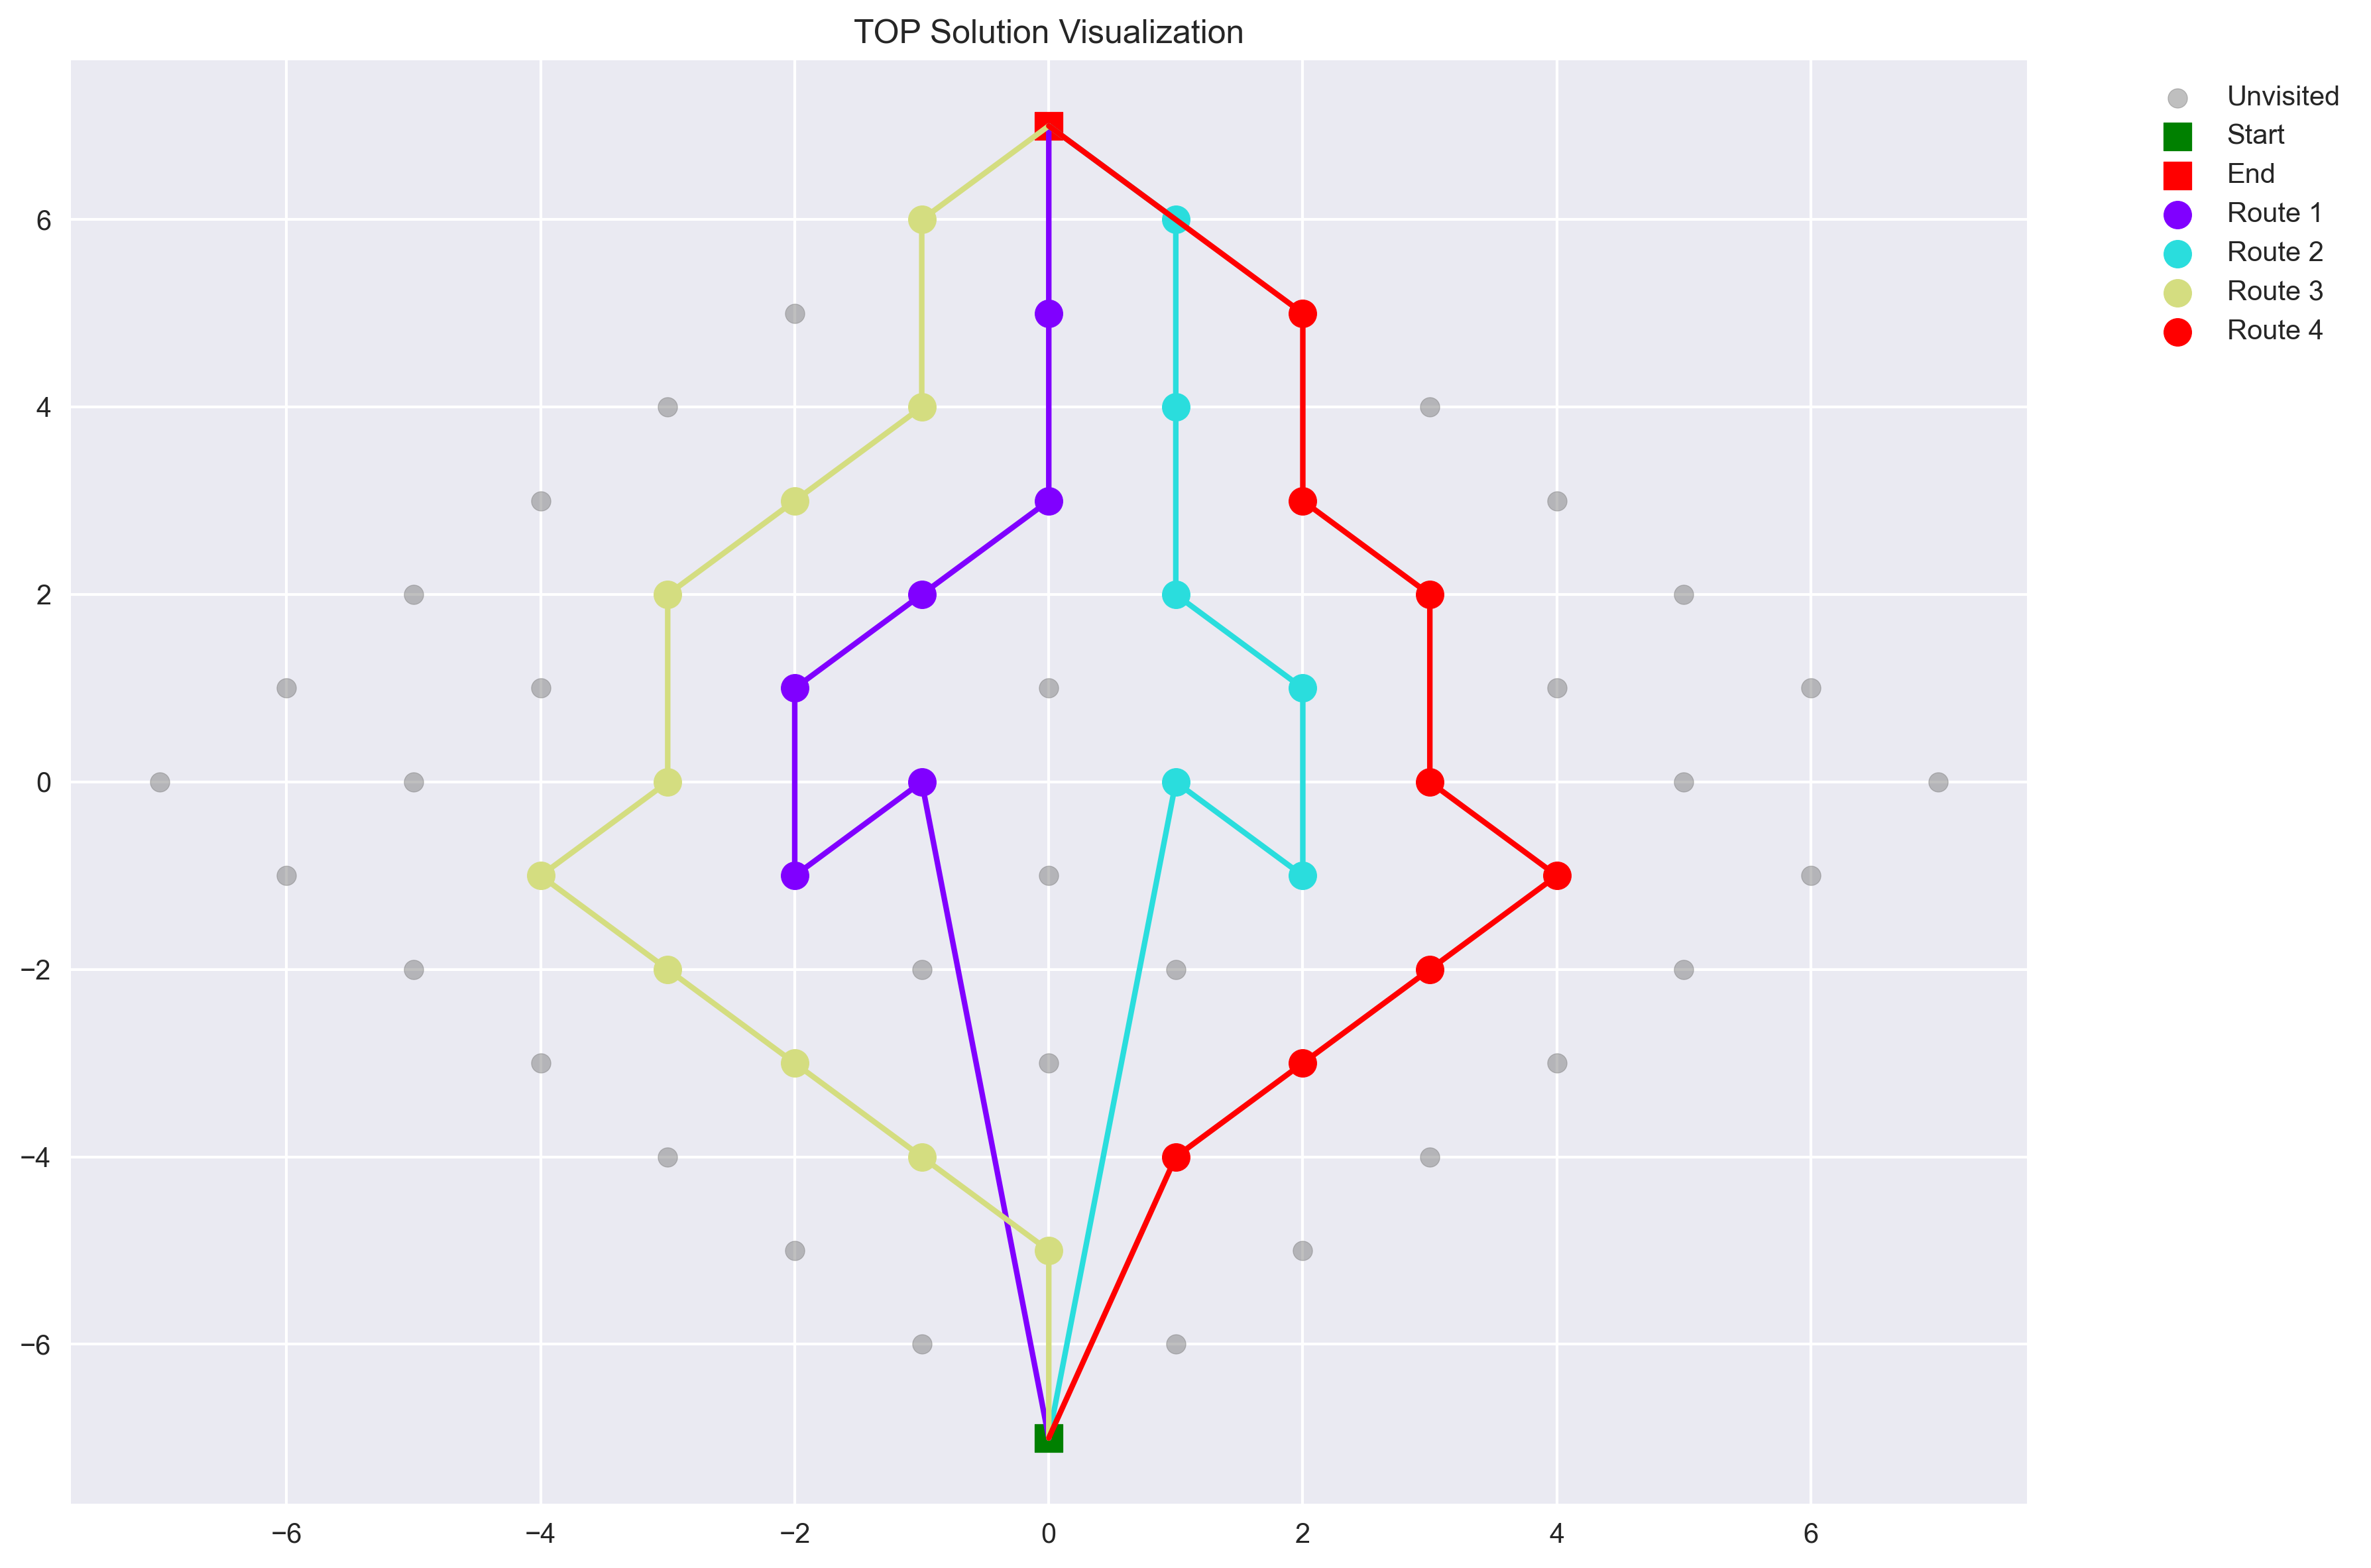 TOP Solution Visualization
Unvisited
Start
End
Route 1
Route 2
Route 3
Route 4
6
4
2
0
−2
−4
−6
−6
−4
−2
0
2
4
6